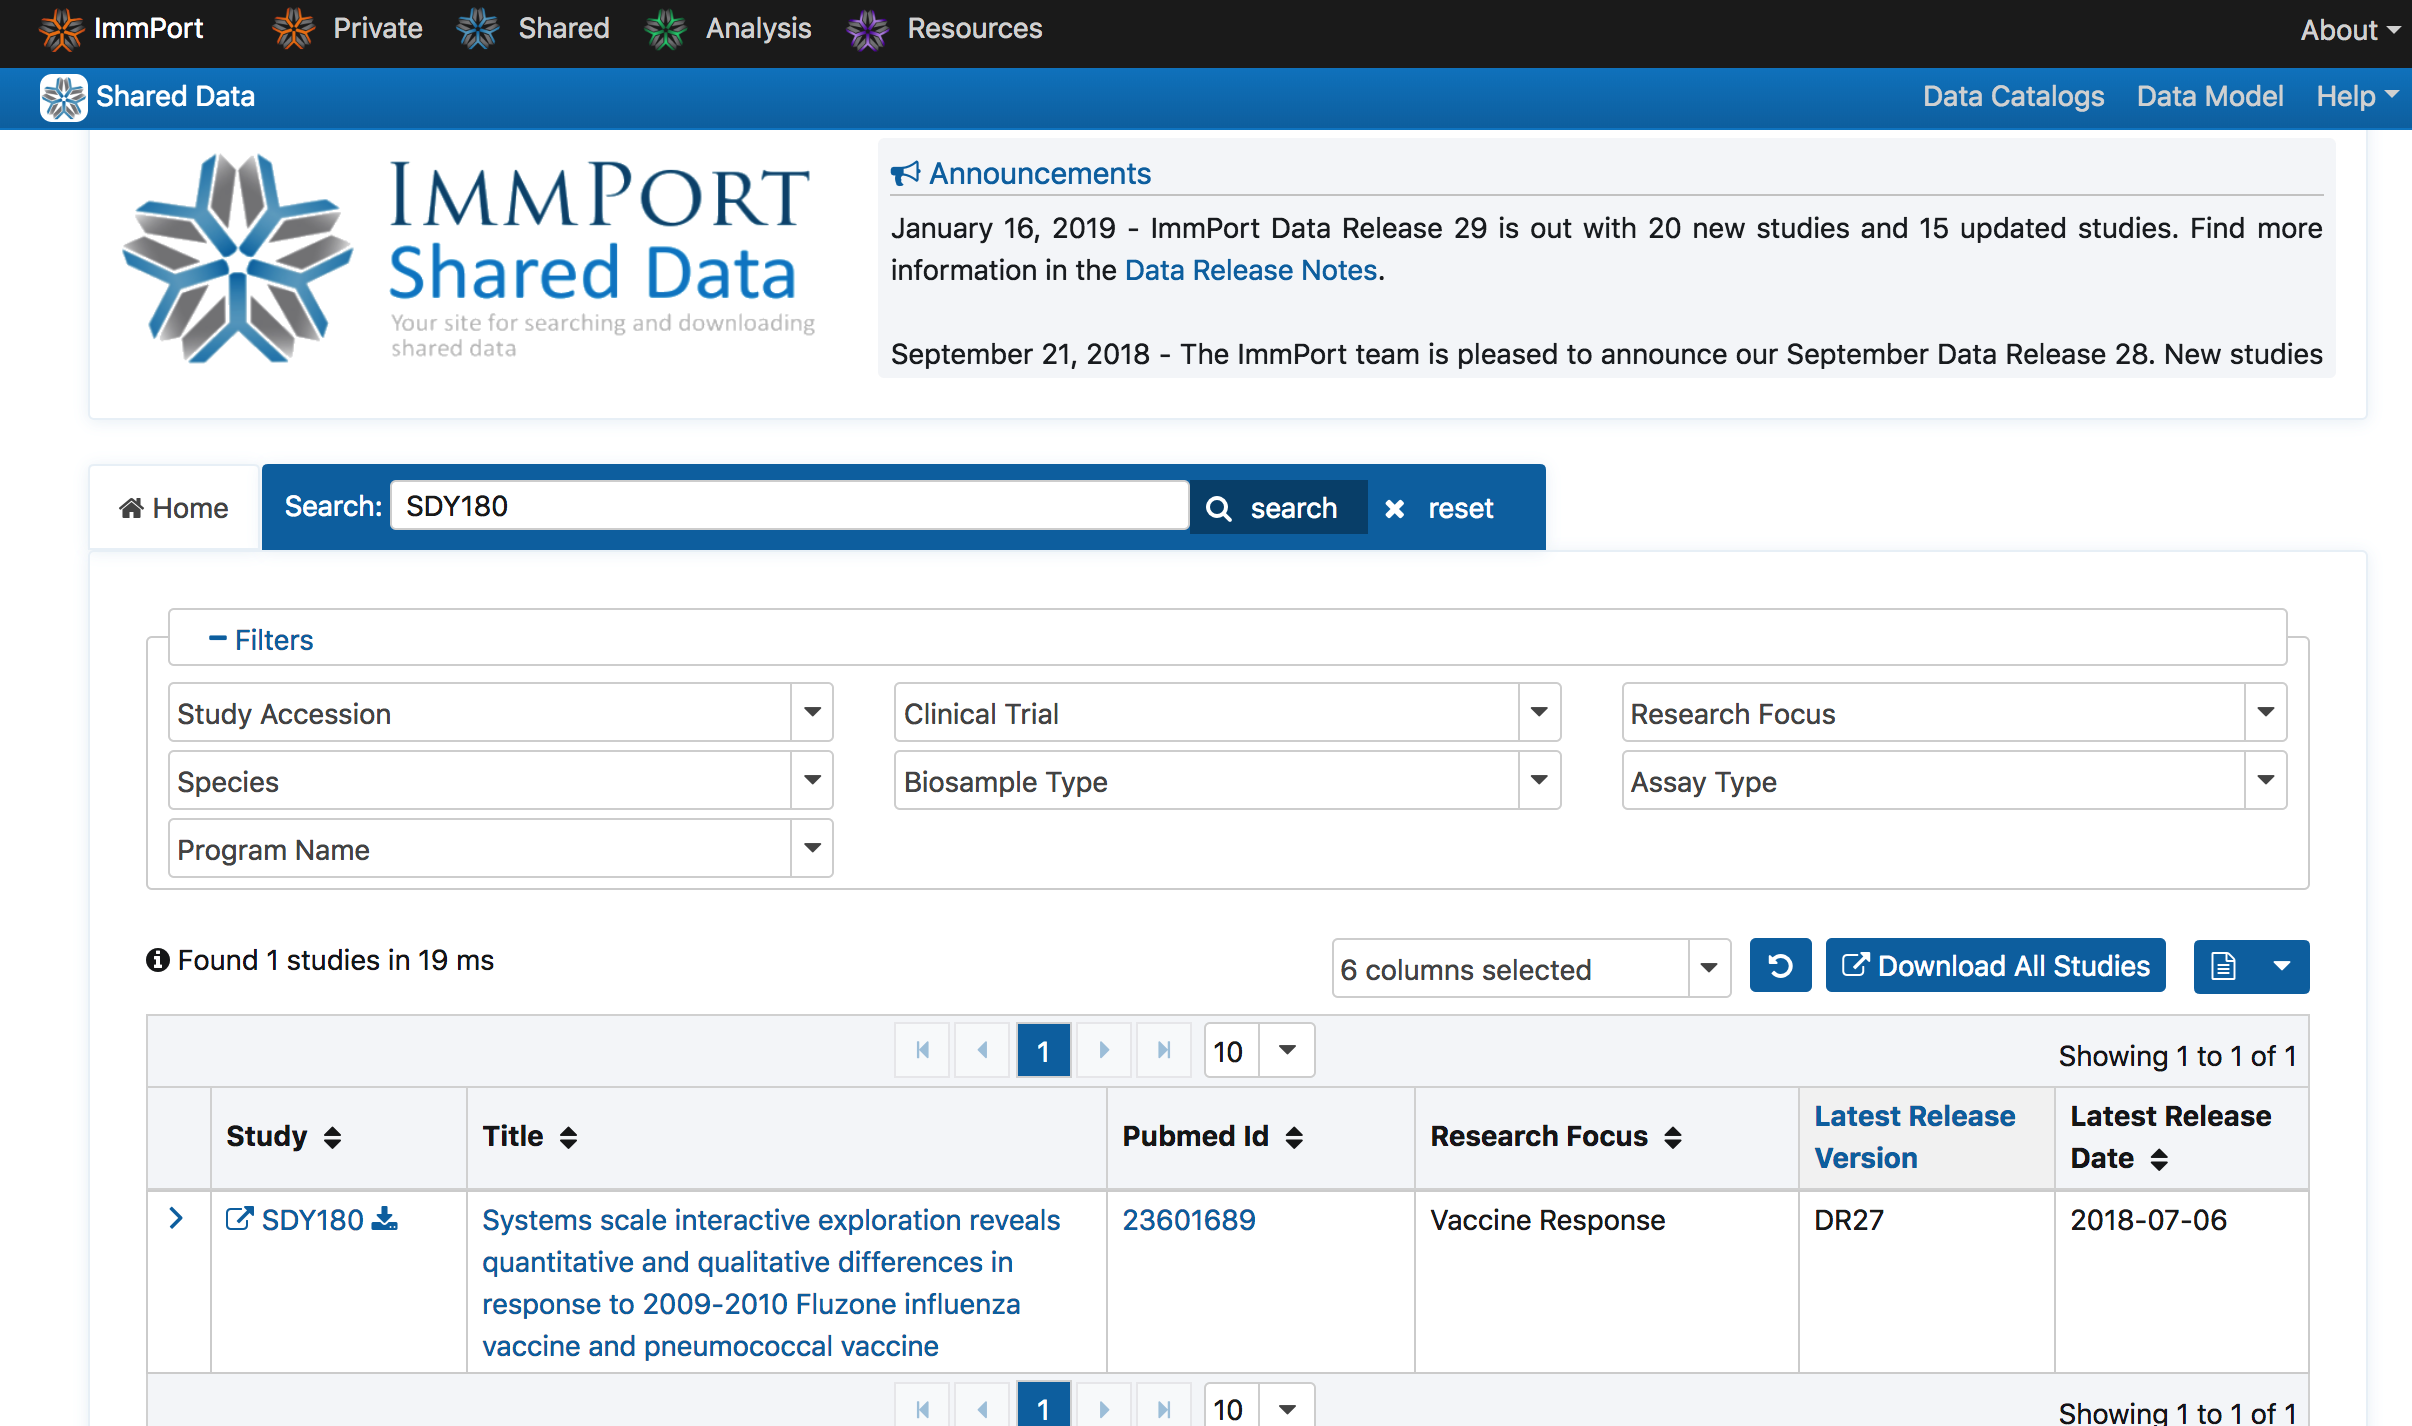 ImmPort Private Shared Analysis Resources About
Shared Data Data Catalogs Data Model Help
IMMPORT
Shared Data
Your site for searching and downloading
shared data
Announcements
January 16, 2019 - ImmPort Data Release 29 is out with 20 new studies and 15 updated studies. Find more
information in the Data Release Notes.
September 21, 2018 - The ImmPort team is pleased to announce our September Data Release 28. New studies
Home Search: SDY180 search reset
Filters
Study Accession Clinical Trial Research Focus
Species Biosample Type Assay Type
Program Name
Found 1 studies in 19 ms 6 columns selected Download All Studies
1 10 Showing 1 to 1 of 1
Study Title Pubmed Id Research Focus Latest Release Version Latest Release Date
SDY180 Systems scale interactive exploration reveals 23601689 Vaccine Response DR27 2018-07-06
quantitative and qualitative differences in
response to 2009-2010 Fluzone influenza
vaccine and pneumococcal vaccine
1 10 Showing 1 to 1 of 1